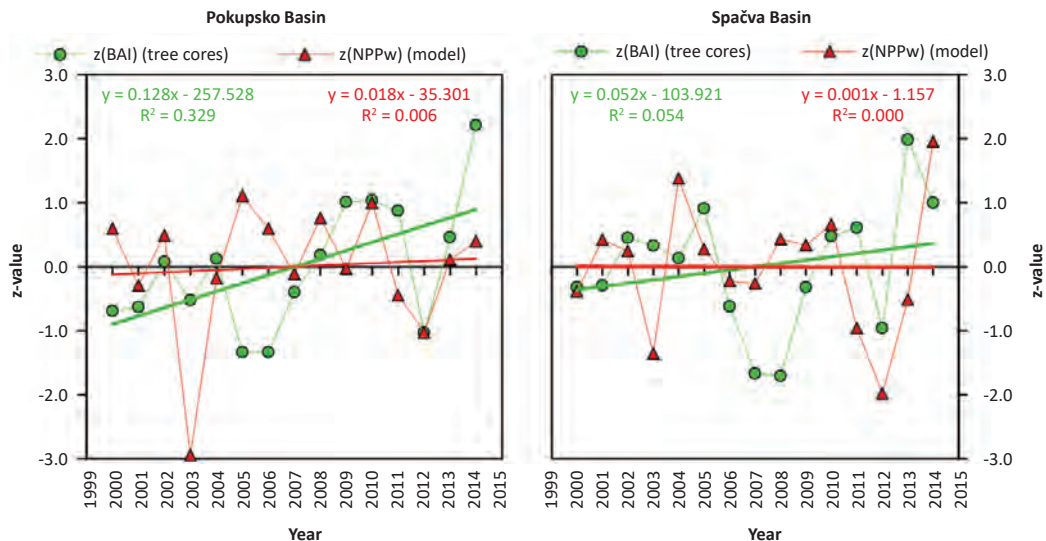 Pokupsko Basin
Spačva Basin
z(BAI) (tree cores)
z(NPPw) (model)
z(BAI) (tree cores)
z(NPPw) (model)
y = 0.128x - 257.528
R² = 0.329
y = 0.018x - 35.301
R² = 0.006
y = 0.052x - 103.921
R² = 0.054
y = 0.001x - 1.157
R²= 0.000
3.0
2.0
1.0
0.0
-1.0
-2.0
-3.0
z-value
3.0
2.0
1.0
0.0
-1.0
-2.0
-3.0
z-value
1999
2000
2001
2002
2003
2004
2005
2006
2007
2008
2009
2010
2011
2012
2013
2014
2015
1999
2000
2001
2002
2003
2004
2005
2006
2007
2008
2009
2010
2011
2012
2013
2014
2015
Year
Year